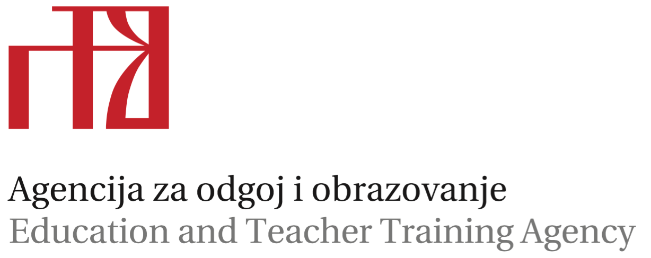 Agencija za odgoj i obrazovanje
Education and Teacher Training Agency